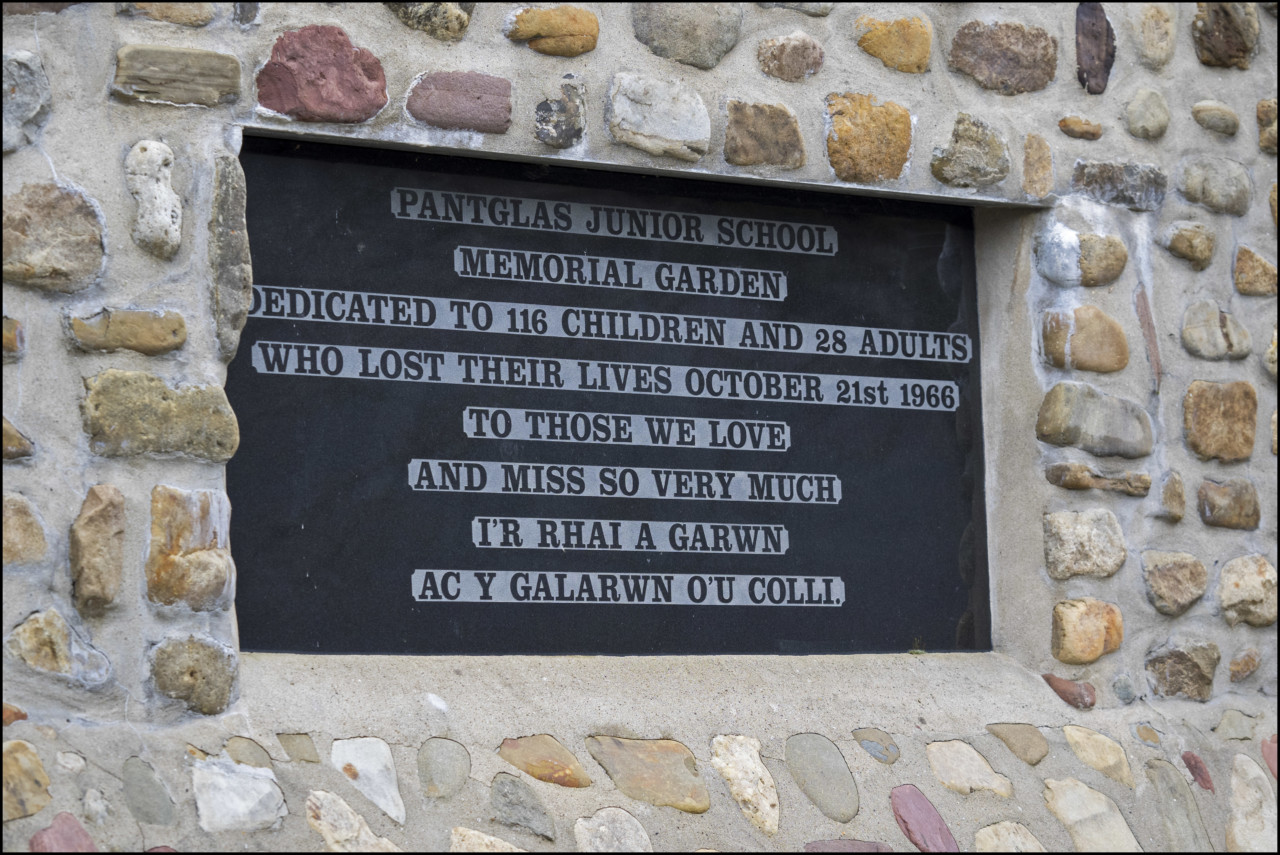 PANTGLAS JUNIOR SCHOOL
MEMORIAL GARDEN
DEDICATED TO 116 CHILDREN AND 28 ADULTS
WHO LOST THEIR LIVES OCTOBER 21st 1966
TO THOSE WE LOVE
AND MISS SO VERY MUCH
I'R RHAI A GARWN
AC Y GALARWN O'U COLLI.